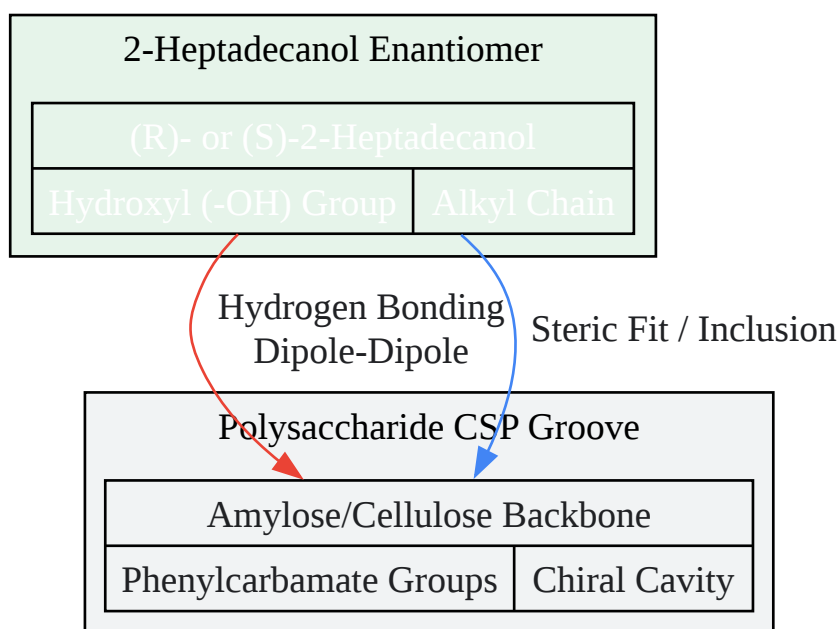 2-Heptadecanol Enantiomer
(R)- or (S)-2-Heptadecanol
Hydroxyl (-OH) Group
Alkyl Chain
Hydrogen Bonding
Dipole-Dipole
Steric Fit / Inclusion
Polysaccharide CSP Groove
Amylose/Cellulose Backbone
Phenylcarbamate Groups
Chiral Cavity